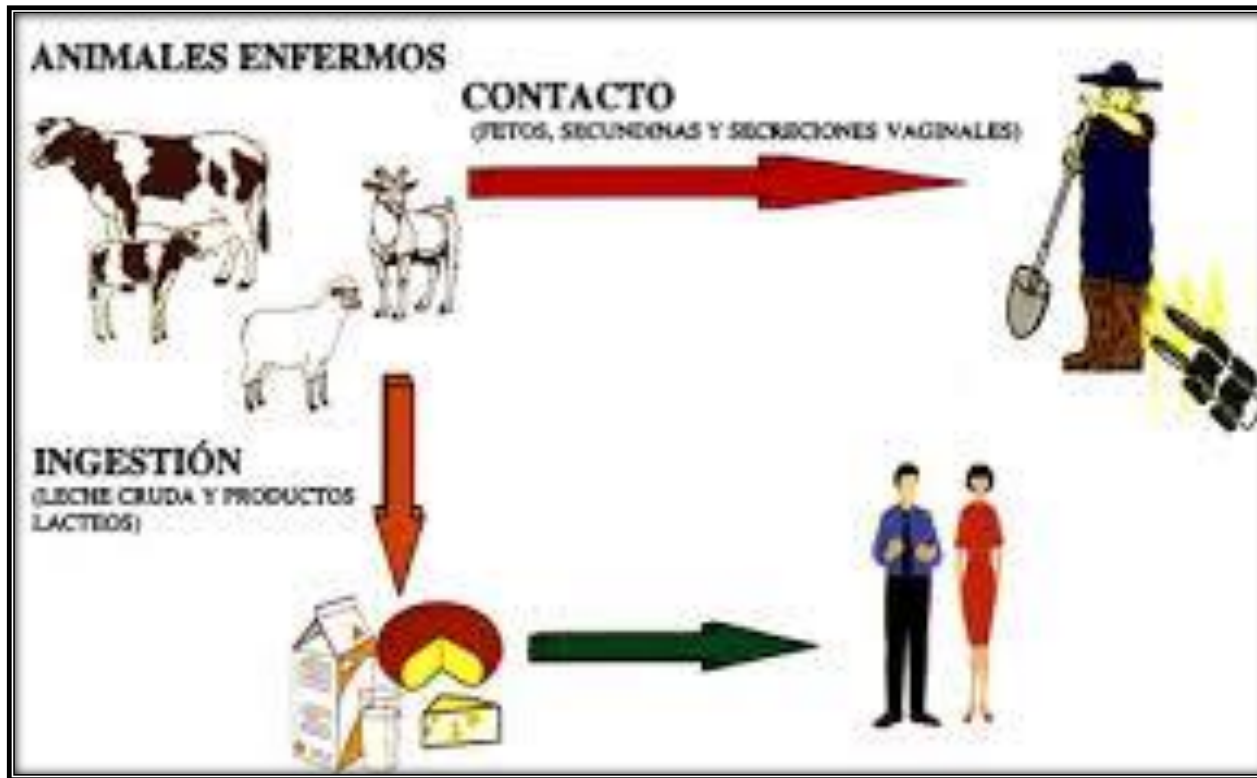 ANIMALES ENFERMOS
CONTACTO
(FETOS, SECUNDINAS Y SECRECIONES VAGINALES)
INGESTIÓN
(LECHE CRUDA Y PRODUCTOS
LACTEOS)